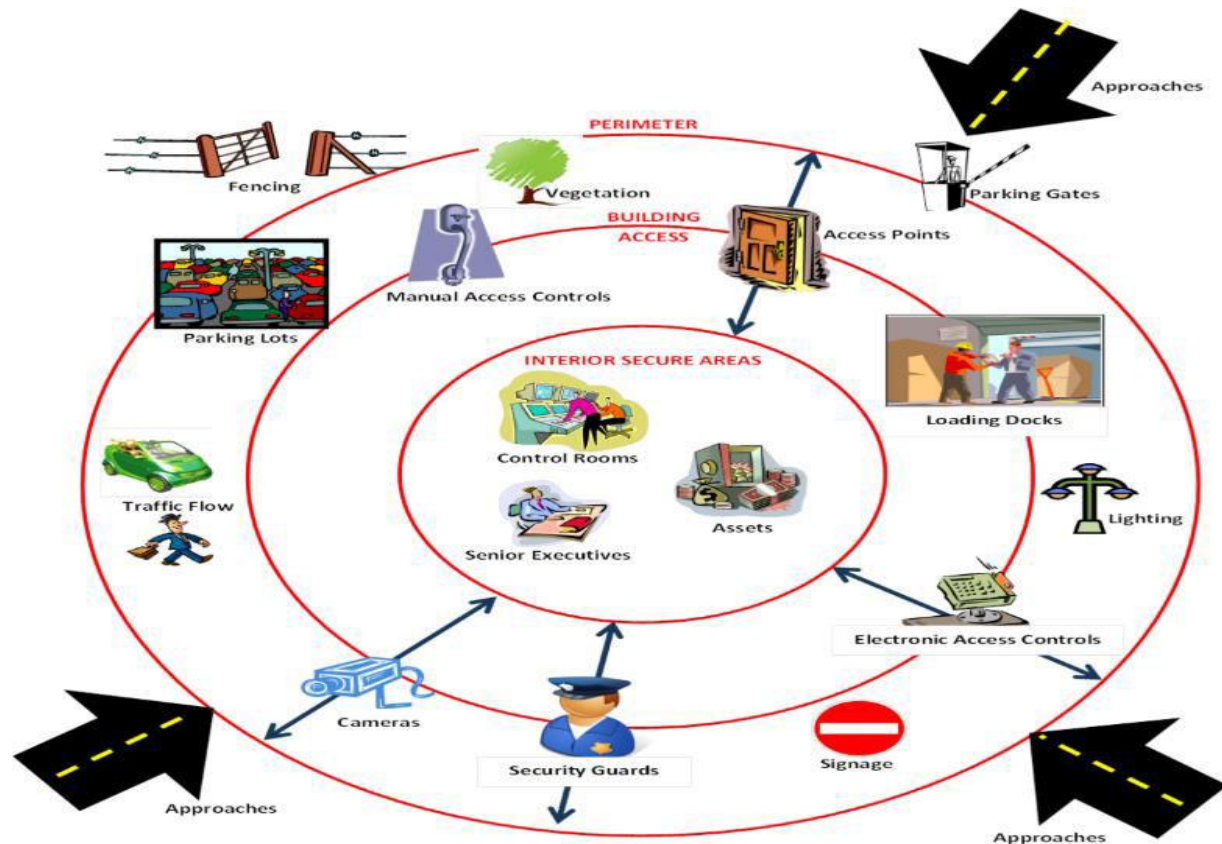 Approaches
PERIMETER
Fencing
Vegetation
Parking Gates
BUILDING
ACCESS
Access Points
Manual Access Controls
Parking Lots
INTERIOR SECURE AREAS
Loading Docks
Control Rooms
Traffic Flow
Assets
Lighting
Senior Executives
Electronic Access Controls
Cameras
Security Guards
Signage
Approaches
Approaches